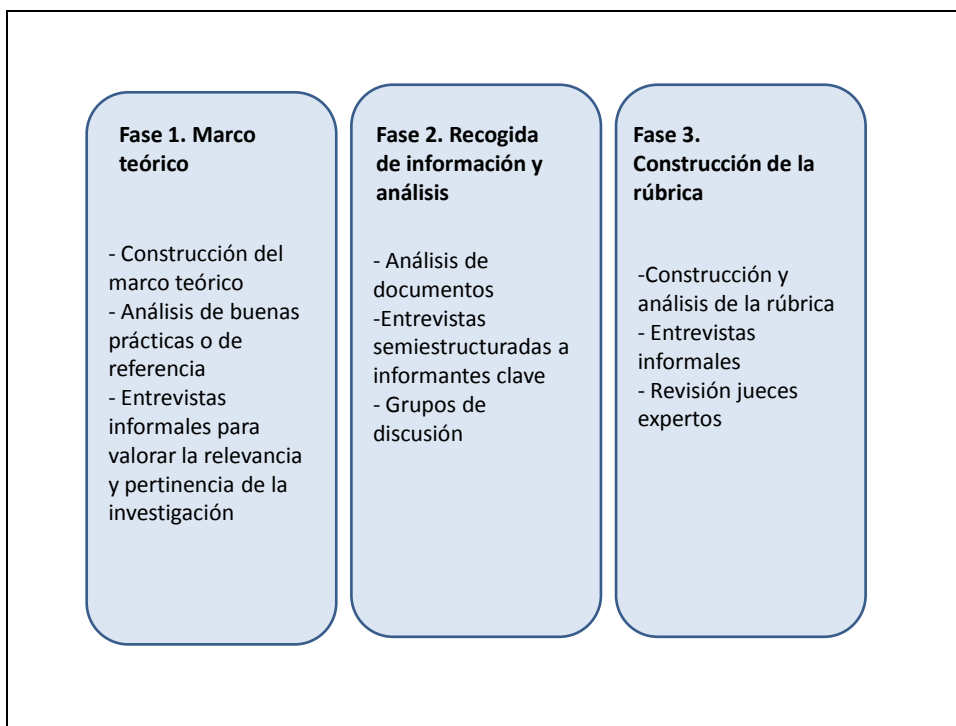 Fase 1. Marco
teórico
- Construcción del
marco teórico
- Análisis de buenas
prácticas o de
referencia
- Entrevistas
informales para
valorar la relevancia
y pertinencia de la
investigación
Fase 2. Recogida
de información y
análisis
- Análisis de
documentos
-Entrevistas
semiestructuradas a
informantes clave
- Grupos de
discusión
Fase 3.
Construcción de la
rúbrica
-Construcción y
análisis de la rúbrica
- Entrevistas
informales
- Revisión jueces
expertos